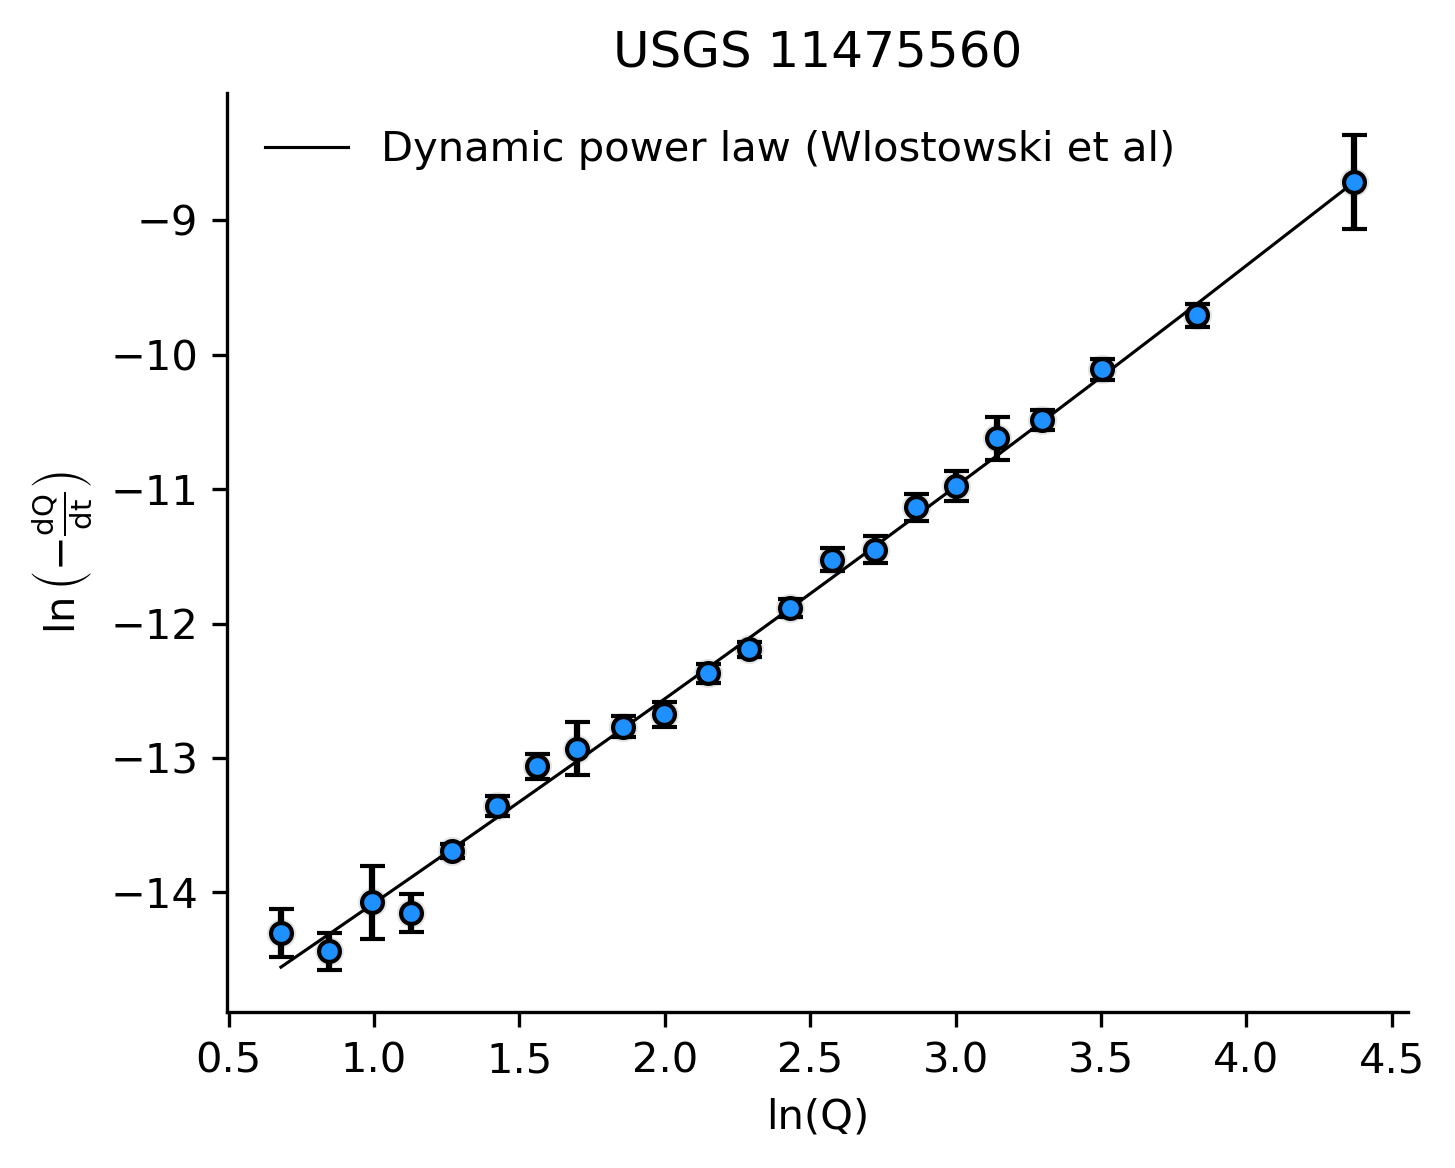 USGS 11475560
Dynamic power law (Wlostowski et al)
−9
−10
−11
−12
−13
−14
ln (−dQ/dt)
0.5 1.0 1.5 2.0 2.5 3.0 3.5 4.0 4.5
ln(Q)